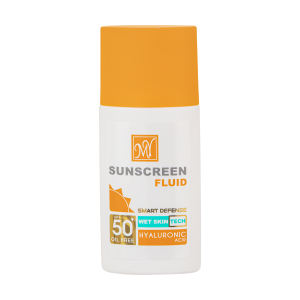 MY
SUNSCREEN
FLUID
SMART DEFENSE
WET SKIN TECH
50+
OIL FREE
HYALURONIC
ACID